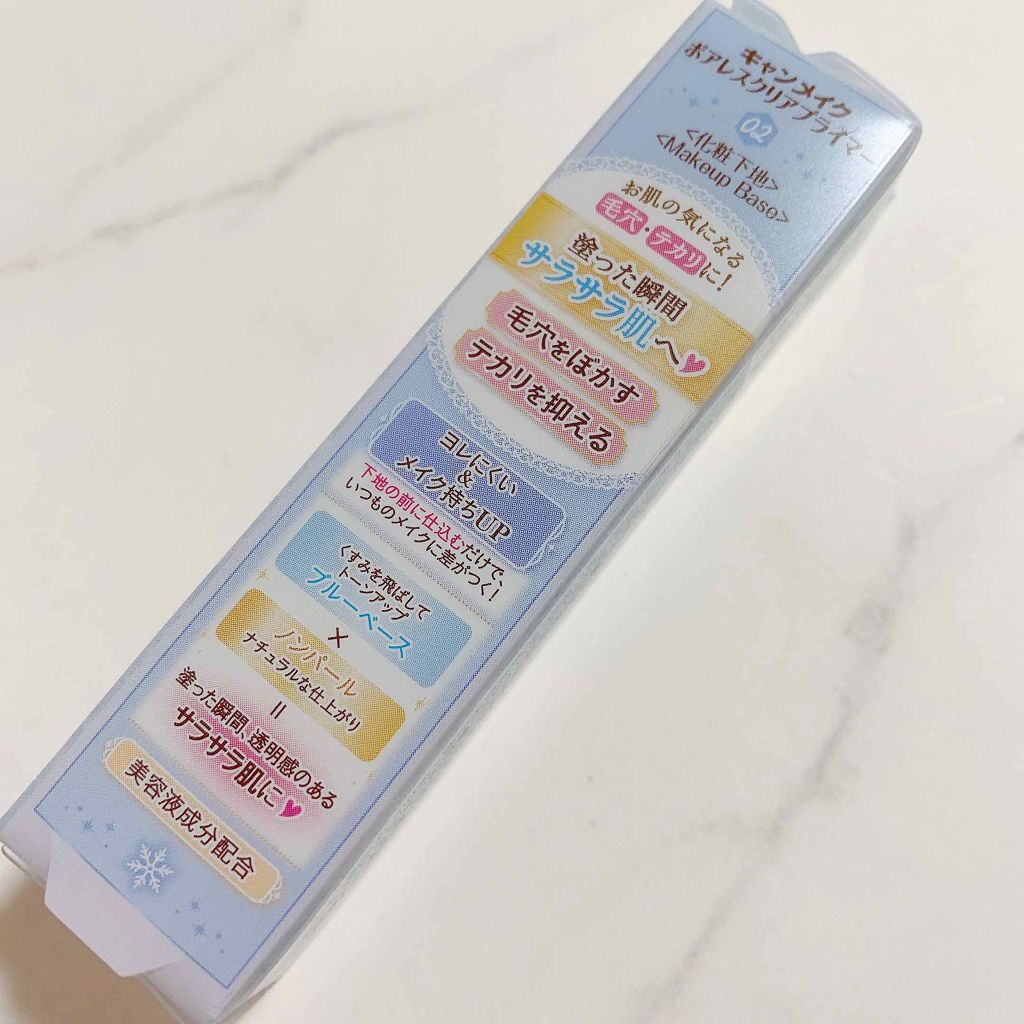 キャンメイク
ポアレスクリアプライマー
02
<化粧下地>
<Makeup Base>
お肌の気になる
毛穴・テカリに!
塗った瞬間
サラサラ肌へ♥
毛穴をぼかす
テカリを抑える
ヨレにくい
&
メイク持ちUP
下地の前に仕込むだけで、
いつものメイクに差がつく!
くすみを飛ばして
トーンアップ
ブルーベース
×
ノンパール
ナチュラルな仕上がり
=
塗った瞬間、透明感のある
サラサラ肌に♥
美容液成分配合